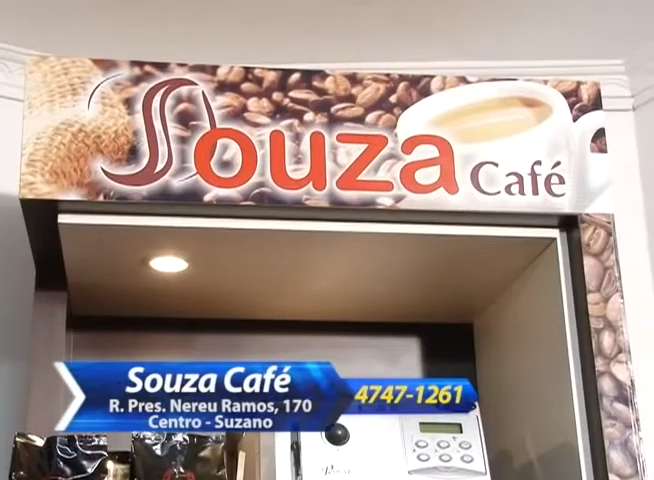 Souza Café
Souza Café
R. Pres. Nereu Ramos, 170
Centro - Suzano
4747-1261